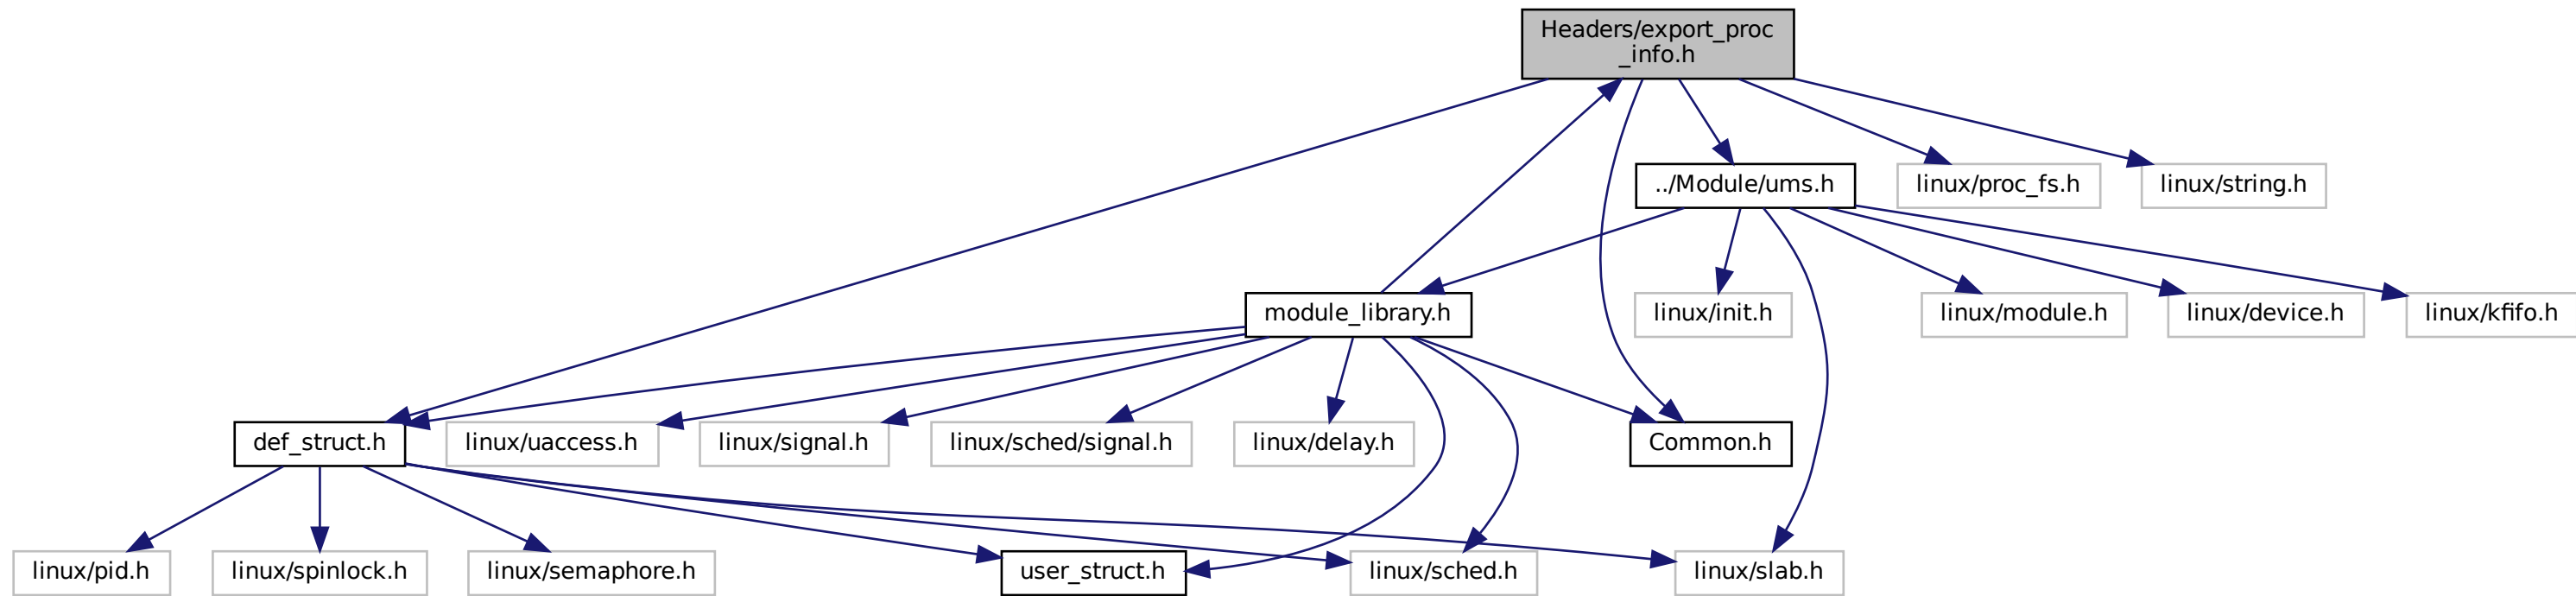 Headers/export_proc
_info.h
../Module/ums.h
linux/proc_fs.h
linux/string.h
module_library.h
linux/init.h
linux/module.h
linux/device.h
linux/kfifo.h
def_struct.h
linux/uaccess.h
linux/signal.h
linux/sched/signal.h
linux/delay.h
Common.h
linux/pid.h
linux/spinlock.h
linux/semaphore.h
user_struct.h
linux/sched.h
linux/slab.h